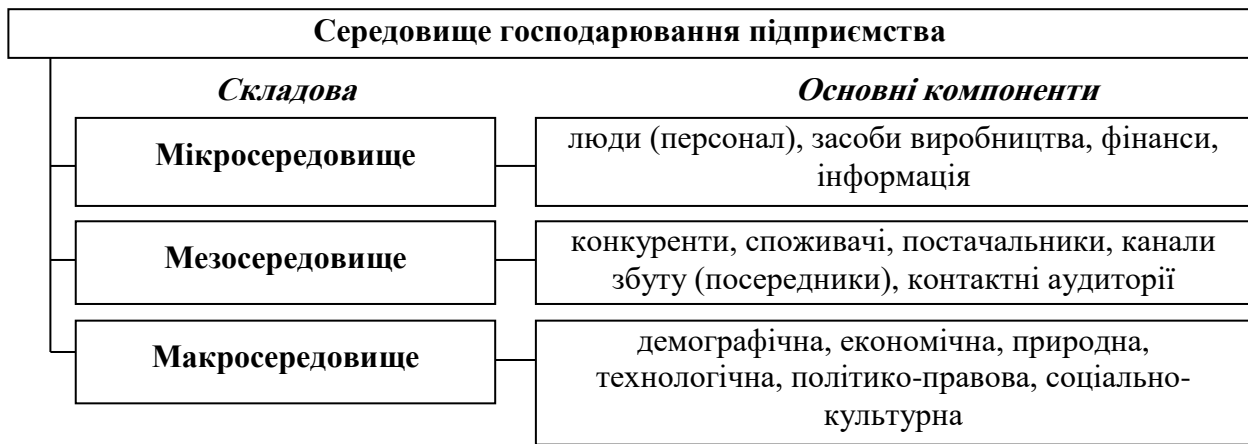 Середовище господарювання підприємства
Складова
Основні компоненти
Мікросередовище
люди (персонал), засоби виробництва, фінанси,
інформація
Мезосередовище
конкуренти, споживачі, постачальники, канали
збуту (посередники), контактні аудиторії
Макросередовище
демографічна, економічна, природна,
технологічна, політико-правова, соціально-
культурна